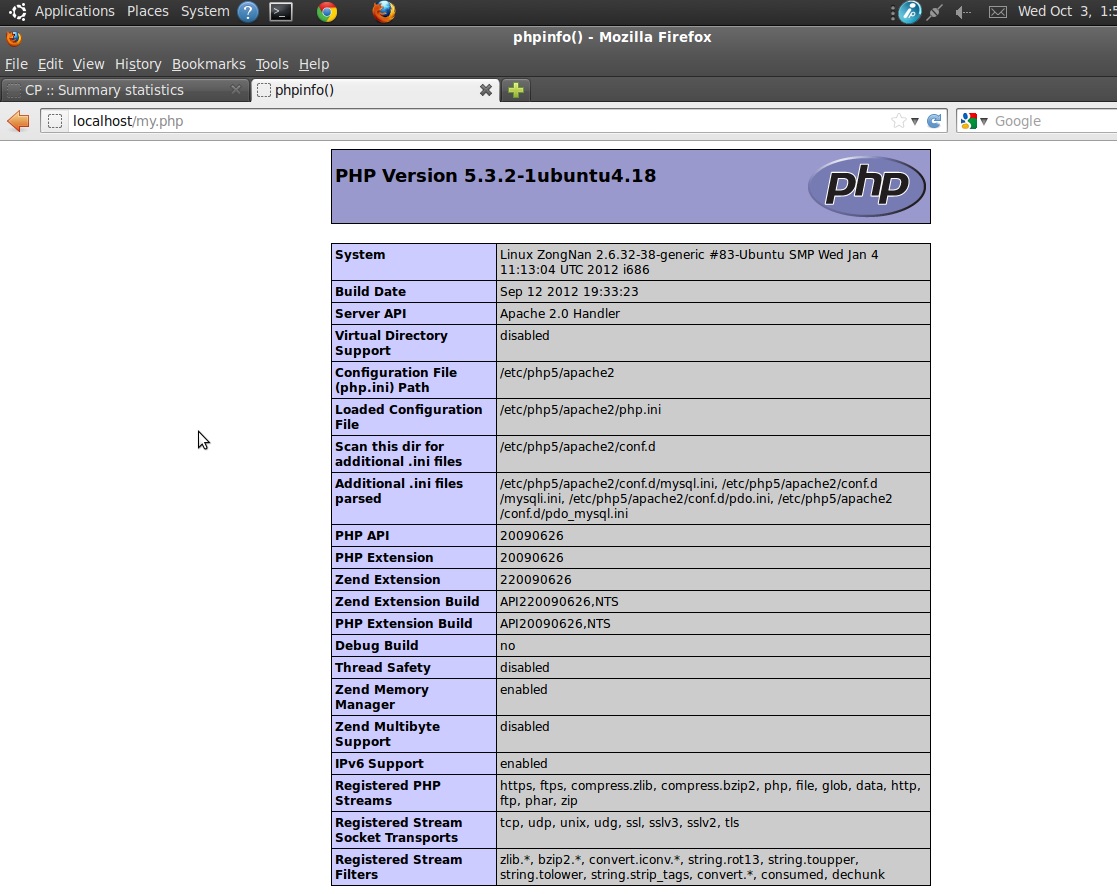 Applications Places System
Wed Oct 3, 1:5
phpinfo() - Mozilla Firefox
File Edit View History Bookmarks Tools Help
CP :: Summary statistics
phpinfo()
localhost/my.php
Google
PHP Version 5.3.2-1ubuntu4.18
php
System
Linux ZongNan 2.6.32-38-generic #83-Ubuntu SMP Wed Jan 4
11:13:04 UTC 2012 i686
Build Date
Sep 12 2012 19:33:23
Server API
Apache 2.0 Handler
Virtual Directory
Support
disabled
Configuration File
(php.ini) Path
/etc/php5/apache2
Loaded Configuration
File
/etc/php5/apache2/php.ini
Scan this dir for
additional .ini files
/etc/php5/apache2/conf.d
Additional .ini files
parsed
/etc/php5/apache2/conf.d/mysql.ini, /etc/php5/apache2/conf.d
/mysqli.ini, /etc/php5/apache2/conf.d/pdo.ini, /etc/php5/apache2
/conf.d/pdo_mysql.ini
PHP API
20090626
PHP Extension
20090626
Zend Extension
220090626
Zend Extension Build
API220090626,NTS
PHP Extension Build
API20090626,NTS
Debug Build
no
Thread Safety
disabled
Zend Memory
Manager
enabled
Zend Multibyte
Support
disabled
IPv6 Support
enabled
Registered PHP
Streams
https, ftps, compress.zlib, compress.bzip2, php, file, glob, data, http,
ftp, phar, zip
Registered Stream
Socket Transports
tcp, udp, unix, udg, ssl, sslv3, sslv2, tls
Registered Stream
Filters
zlib.*, bzip2.*, convert.iconv.*, string.rot13, string.toupper,
string.tolower, string.strip_tags, convert.*, consumed, dechunk